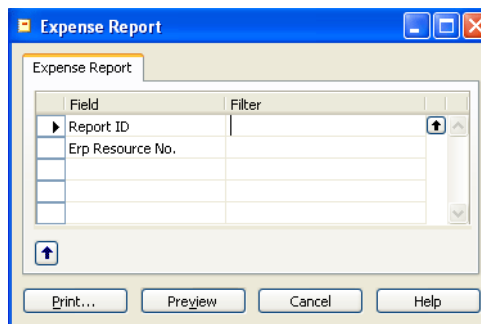 Expense Report
Expense Report
Field Filter
Report ID
Erp Resource No.
Print... Preview Cancel Help